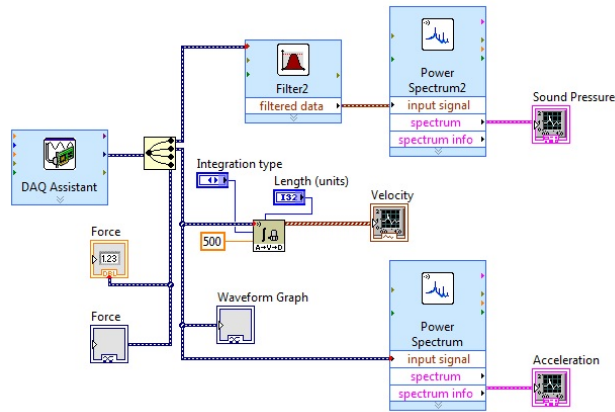 Filter2
filtered data
Power
Spectrum2
input signal
spectrum
spectrum info
Sound Pressure
DAQ Assistant
Integration type
Length (units)
I32
Velocity
500
A→V→D
Force
1.23
DBL
Waveform Graph
Force
Power
Spectrum
input signal
spectrum
spectrum info
Acceleration